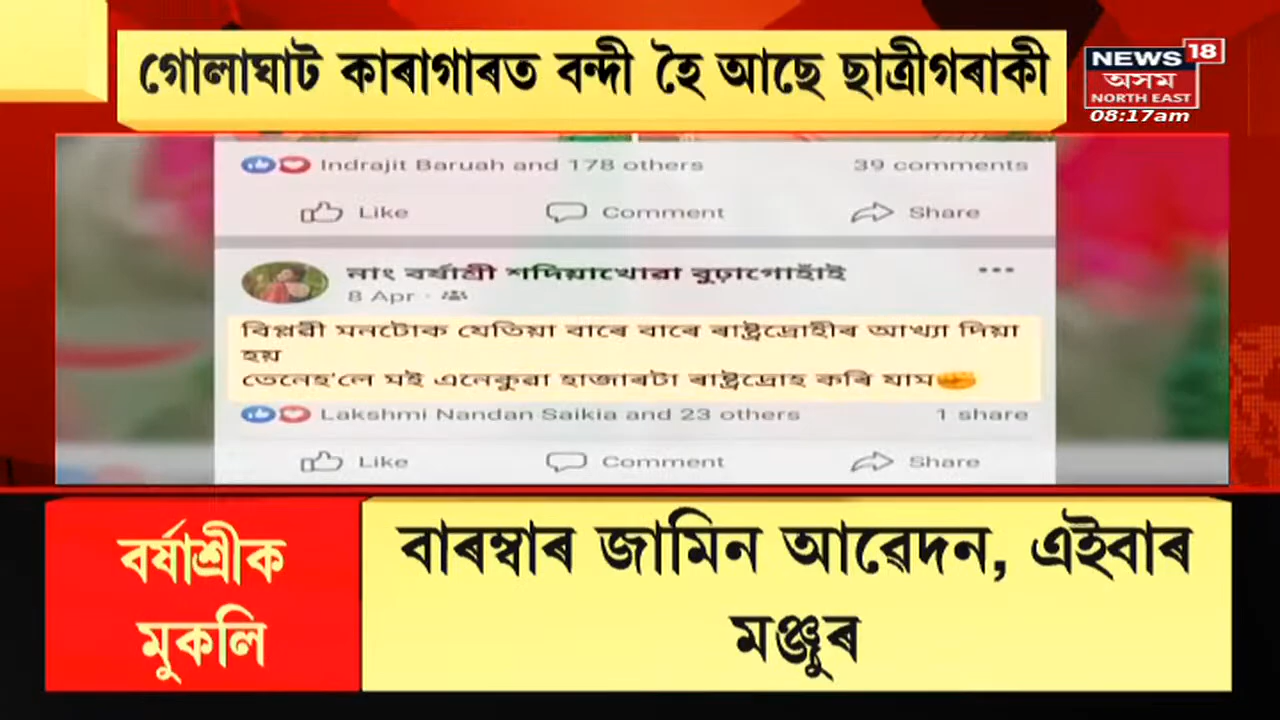 গোলাঘাট কাৰাগাৰত বন্দী হৈ আছে ছাত্ৰীগৰাকী
NEWS 18
অসম
NORTH EAST
08:17am
Indrajit Baruah and 178 others 39 comments
Like Comment Share
নাং বৰ্ষাশ্ৰী শদিয়াখোৱা বুঢ়াগোহাঁই
8 Apr
বিপ্লৱী মনটোক যেতিয়া বাৰে বাৰে ৰাষ্ট্ৰদ্ৰোহীৰ আখ্যা দিয়া
হয়
তেনেহ'লে মই এনেকুৱা হাজাৰটা ৰাষ্ট্ৰদ্ৰোহ কৰি যাম
Lakshmi Nandan Saikia and 23 others 1 share
Like Comment Share
বৰ্ষাশ্ৰীক
মুকলি
বাৰম্বাৰ জামিন আৱেদন, এইবাৰ
মঞ্জুৰ